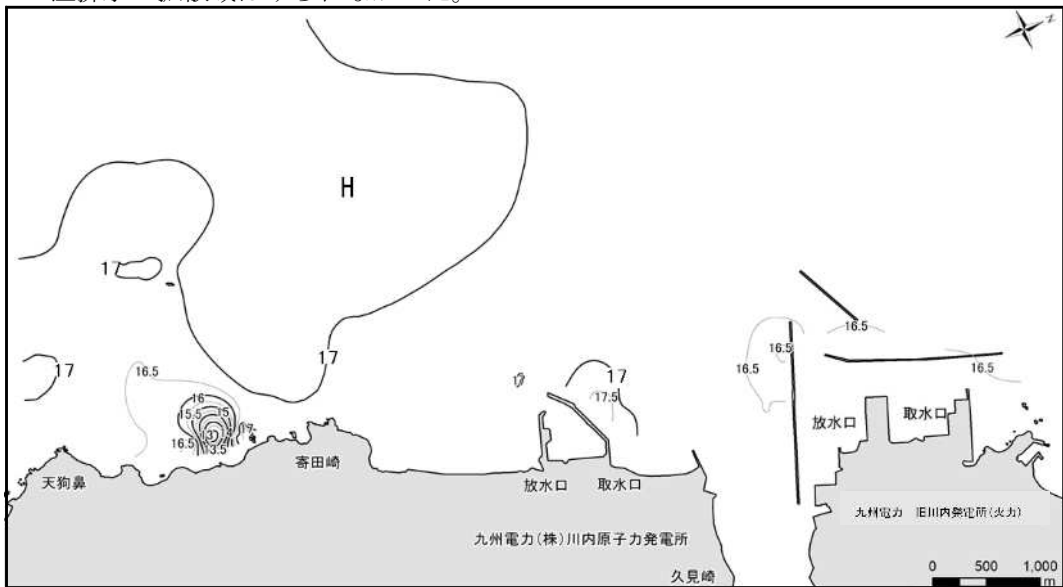 N
H
17
17
17
17
16.5
16.5
16.5
16.5
16.5
17.5
16
15.5
15
16.5
13.5
天狗鼻
寄田崎
放水口
取水口
放水口
取水口
九州電力(株)川内原子力発電所
久見崎
九州電力 旧川内発電所(火力)
0 500 1,000
m